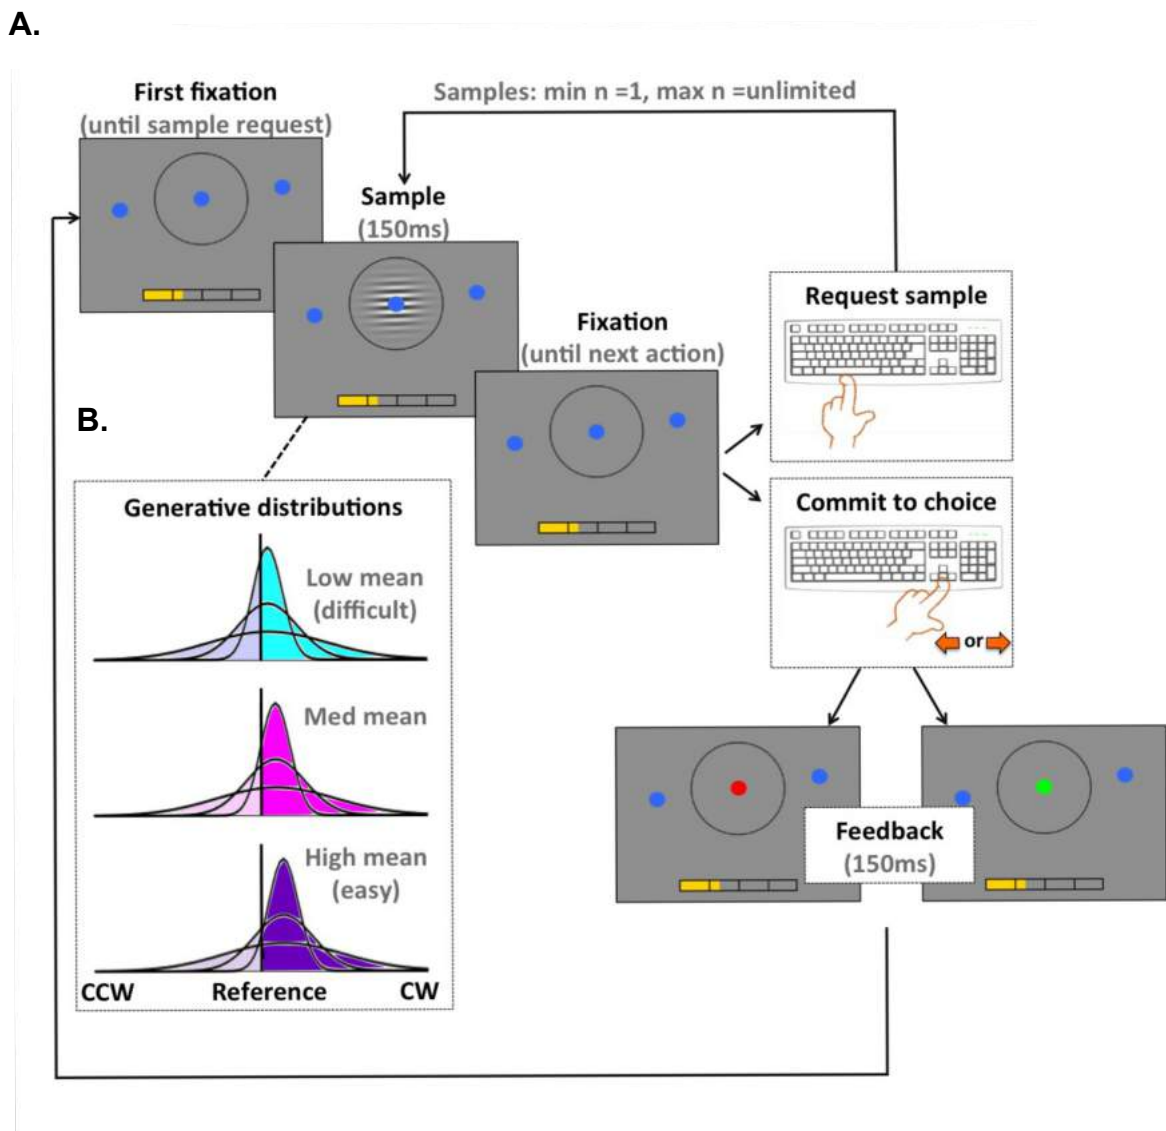 A.
First fixation
(until sample request)
Samples: min n =1, max n =unlimited
Sample
(150ms)
Fixation
(until next action)
Request sample
Commit to choice
or
B.
Generative distributions
Low mean
(difficult)
Med mean
High mean
(easy)
CCW Reference CW
Feedback
(150ms)